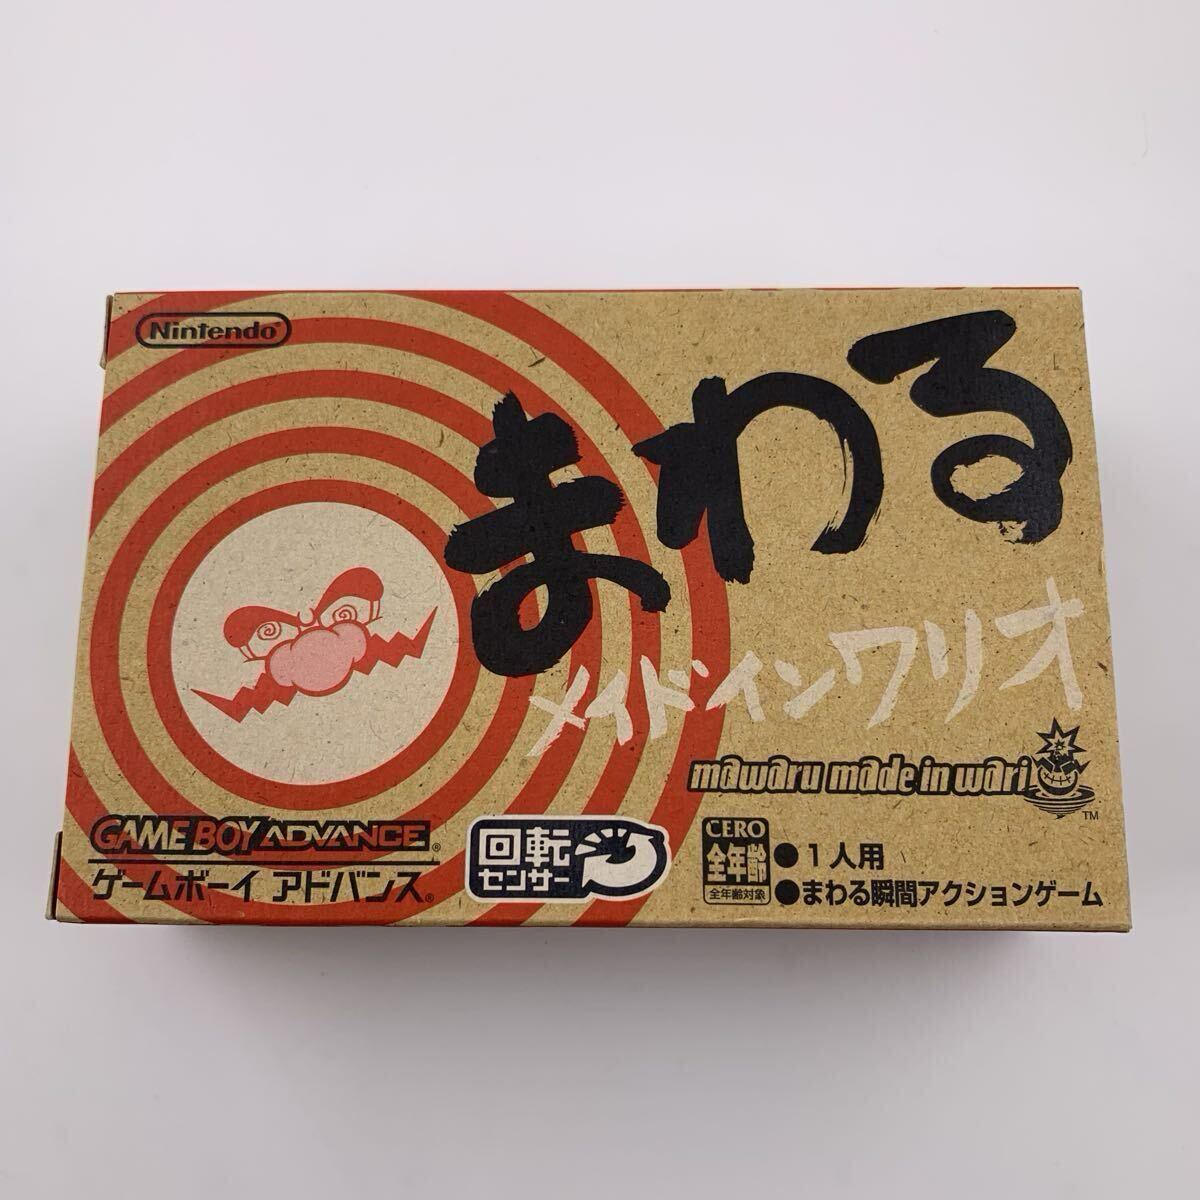 Nintendo®
まわる
メイドインワリオ
mawaru made in wario
TM
GAME BOY ADVANCE®
ゲームボーイ アドバンス®
回転
センサー
CERO
全年齢
全年齢対象
●1人用
●まわる瞬間アクションゲーム